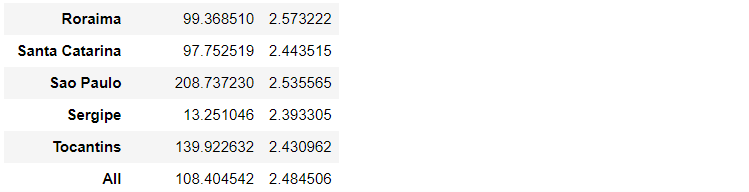 Roraima 99.368510 2.573222
Santa Catarina 97.752519 2.443515
Sao Paulo 208.737230 2.535565
Sergipe 13.251046 2.393305
Tocantins 139.922632 2.430962
All 108.404542 2.484506